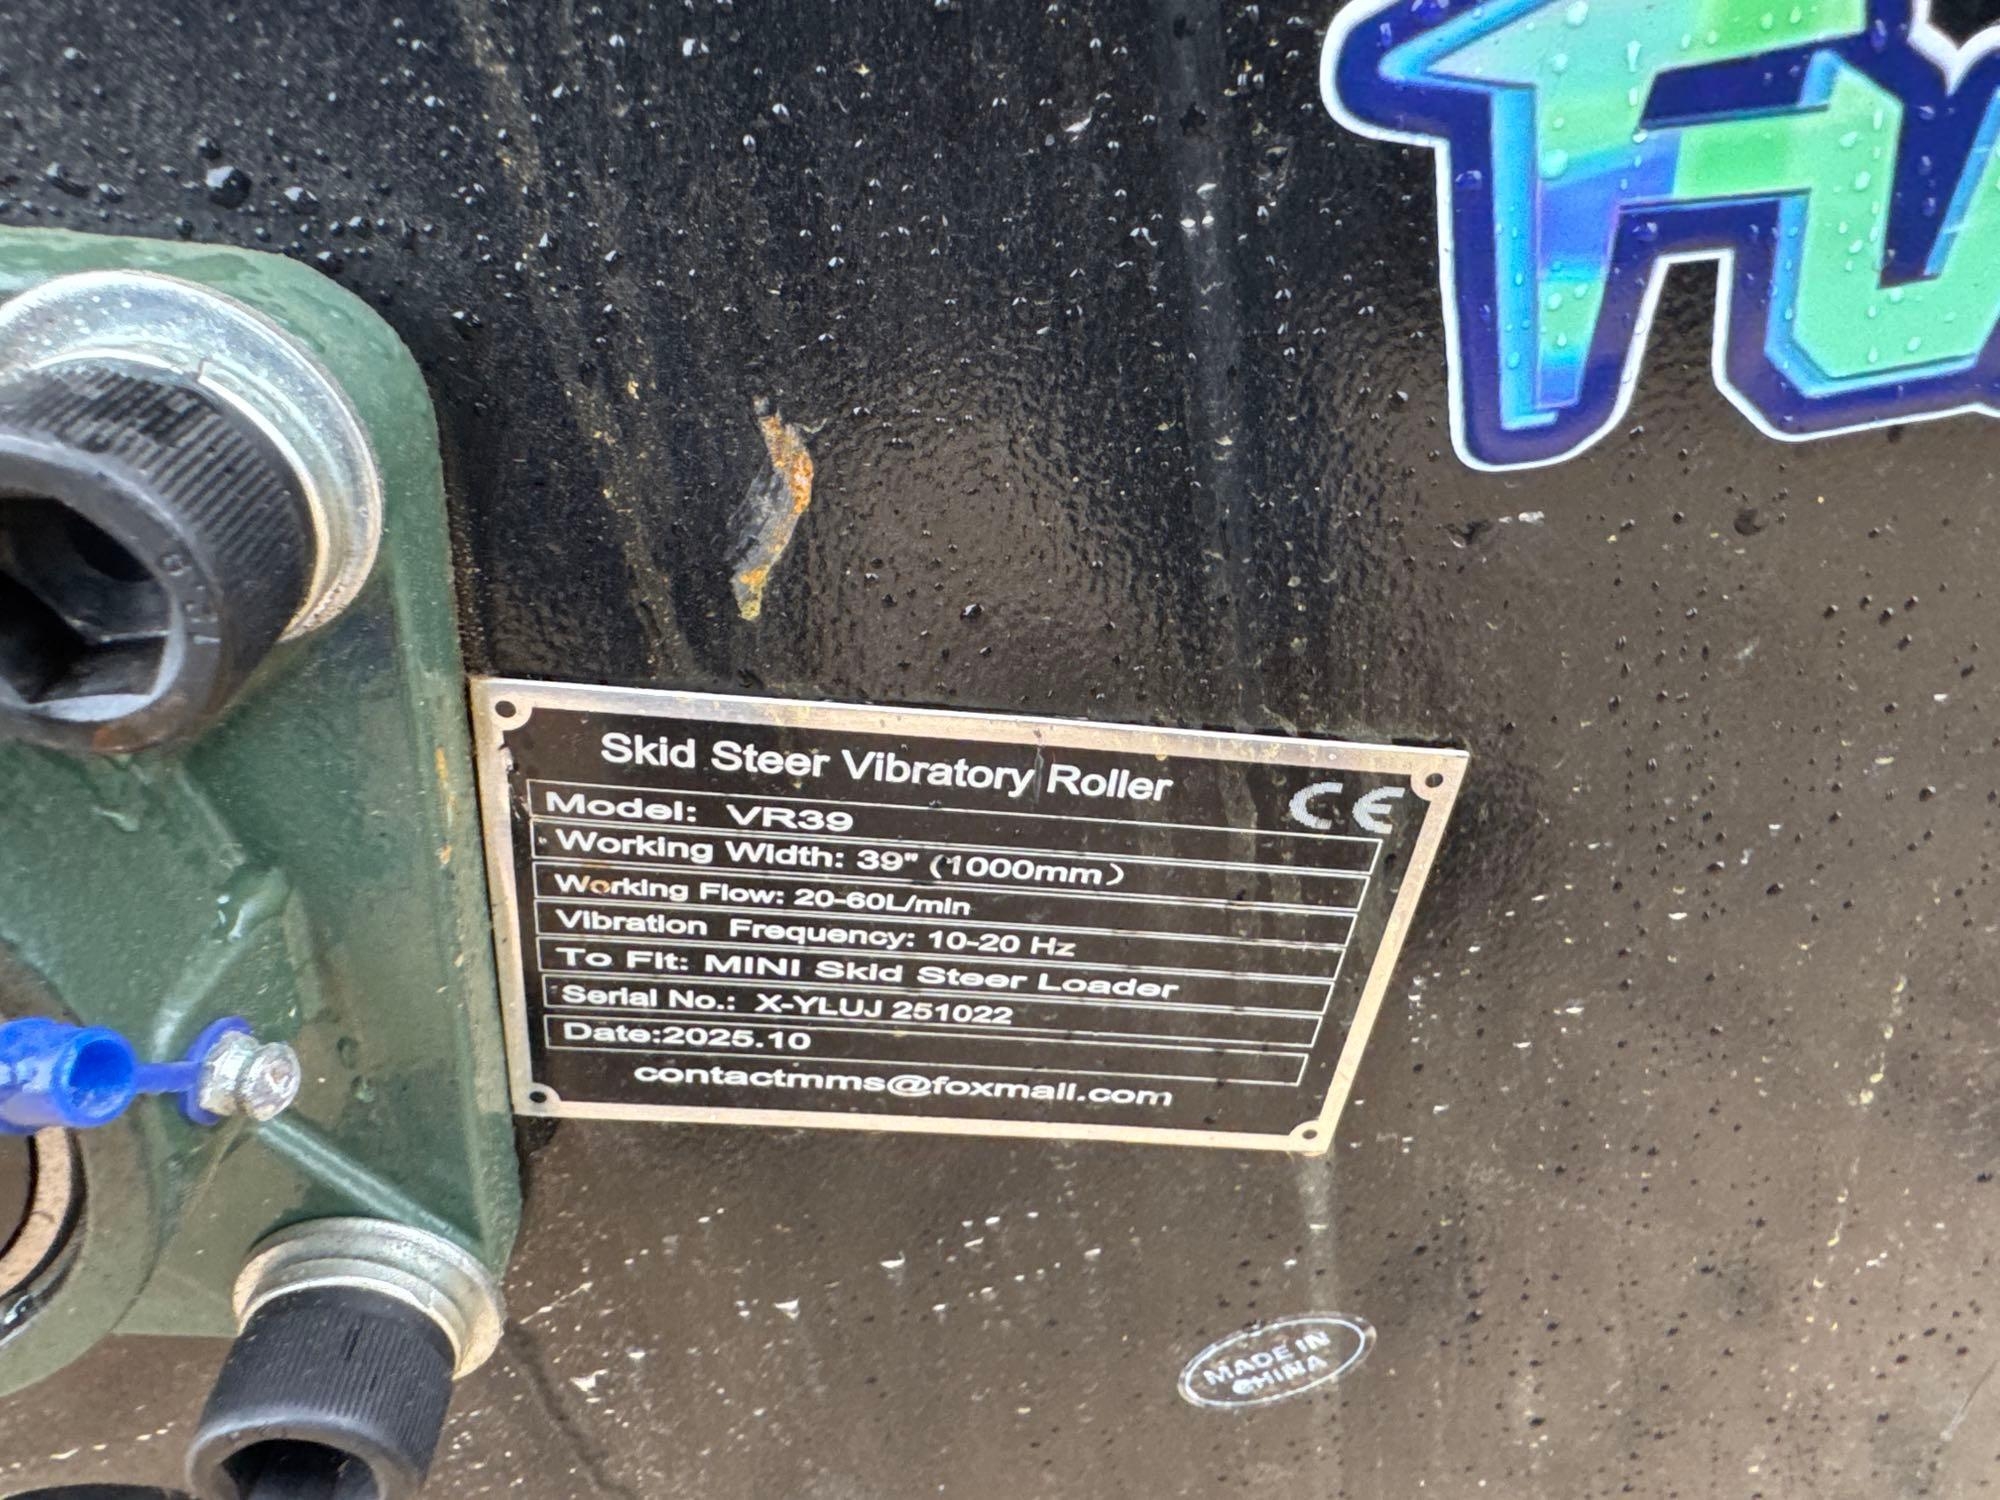 Skid Steer Vibratory Roller
CE
Model: VR39
Working Width: 39" (1000mm)
Working Flow: 20-60L/min
Vibration Frequency: 10-20 Hz
To Fit: MINI Skid Steer Loader
Serial No.: X-YLUJ 251022
Date:2025.10
contactmms@foxmail.com
MADE IN
CHINA